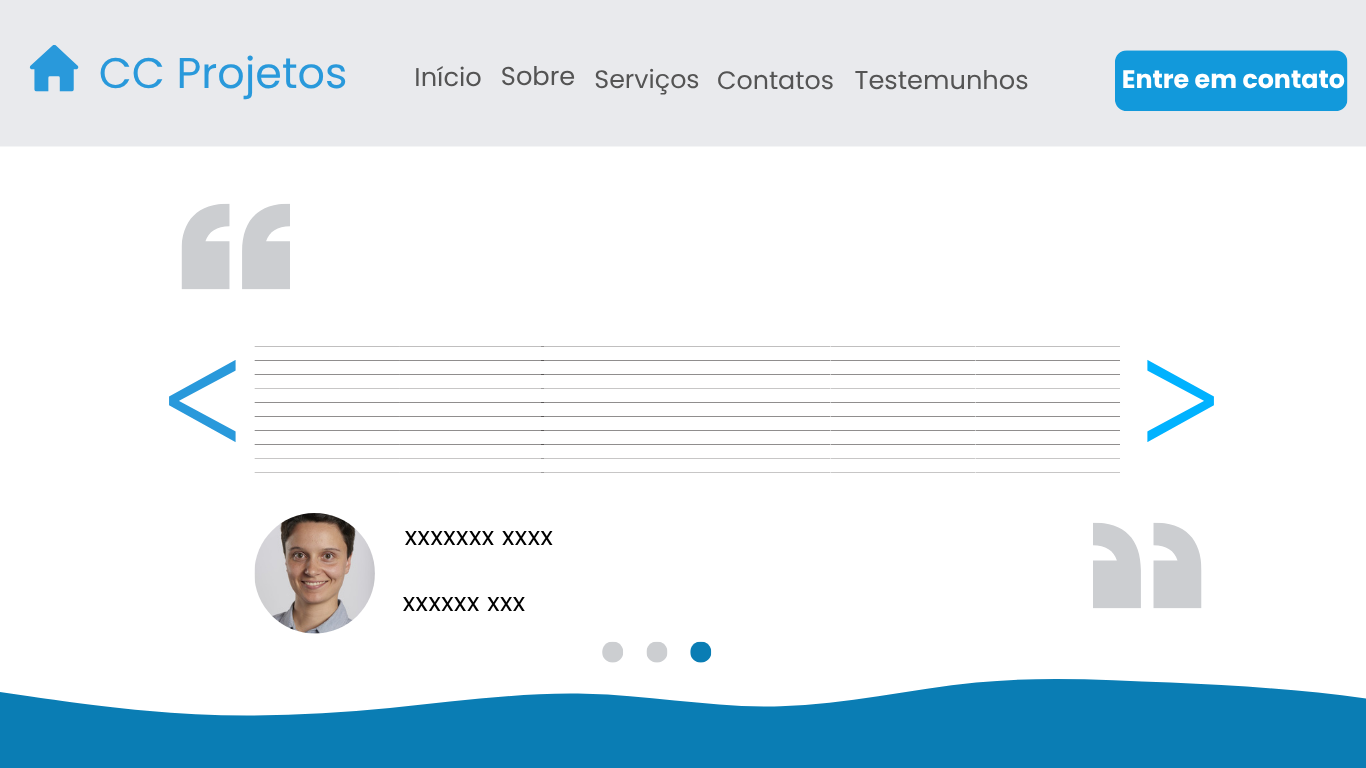 CC Projetos
Início Sobre Serviços Contatos Testemunhos
Entre em contato
“
< >
xxxxxxx xxxx
xxxxxx xxx
”